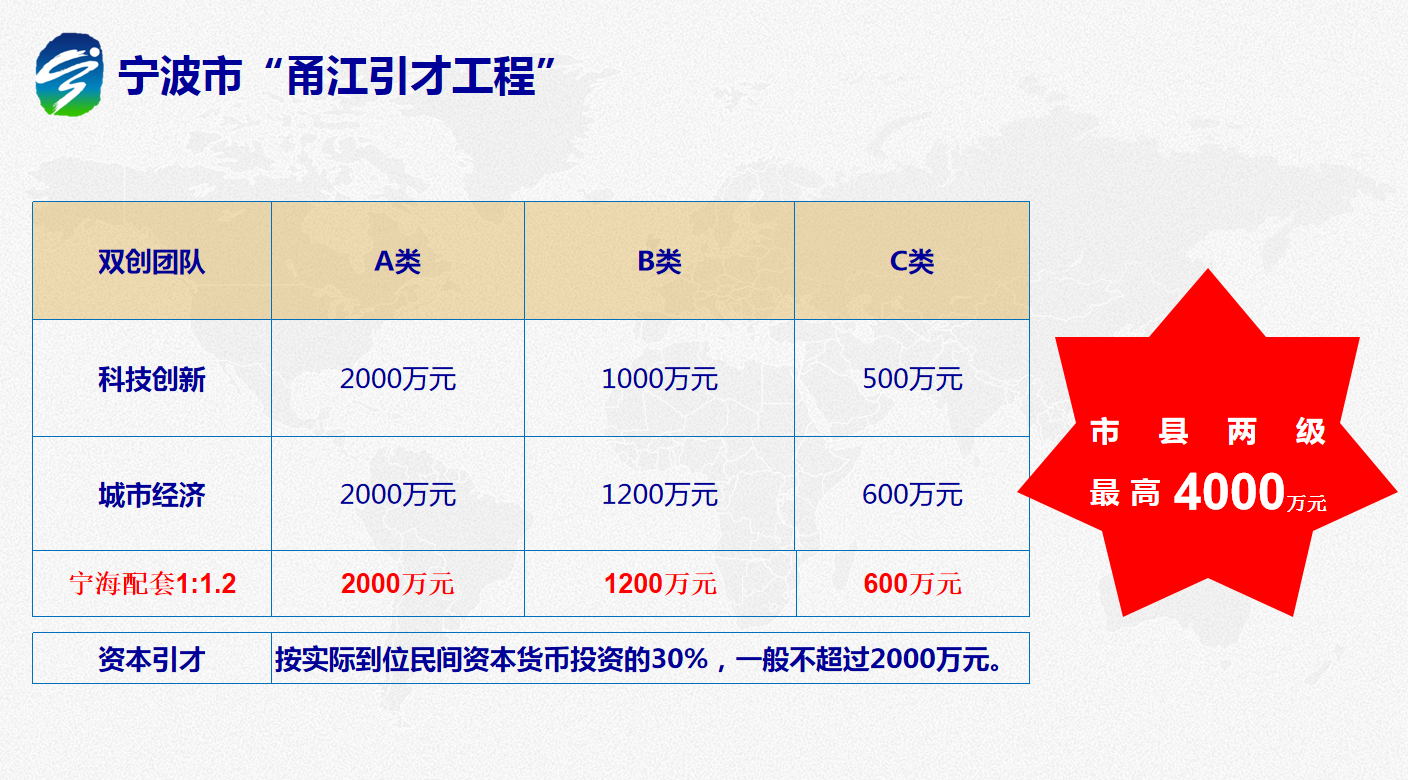 宁波市“甬江引才工程”
双创团队 A类 B类 C类
科技创新 2000万元 1000万元 500万元
城市经济 2000万元 1200万元 600万元
宁海配套1:1.2 2000万元 1200万元 600万元
资本引才 按实际到位民间资本货币投资的30%，一般不超过2000万元。
市县两级
最高4000万元